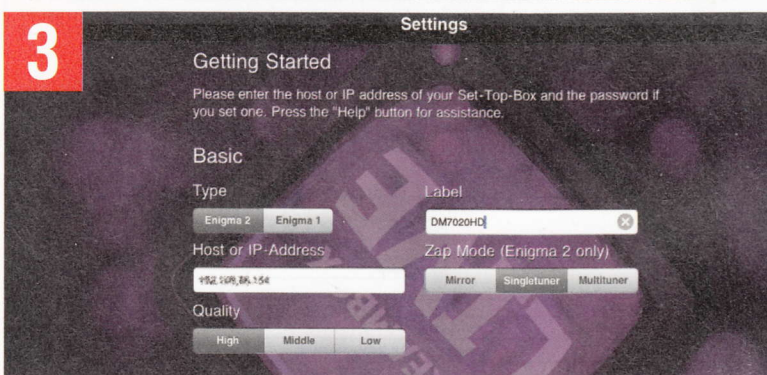 3
Settings
Getting Started
Please enter the host or IP address of your Set-Top-Box and the password if
you set one. Press the "Help" button for assistance.
Basic
Type
Label
Enigma 2 Enigma 1
DM7020HD
Host or IP-Address
Zap Mode (Enigma 2 only)
Mirror Singletuner Multituner
Quality
High Middle Low
LIVE